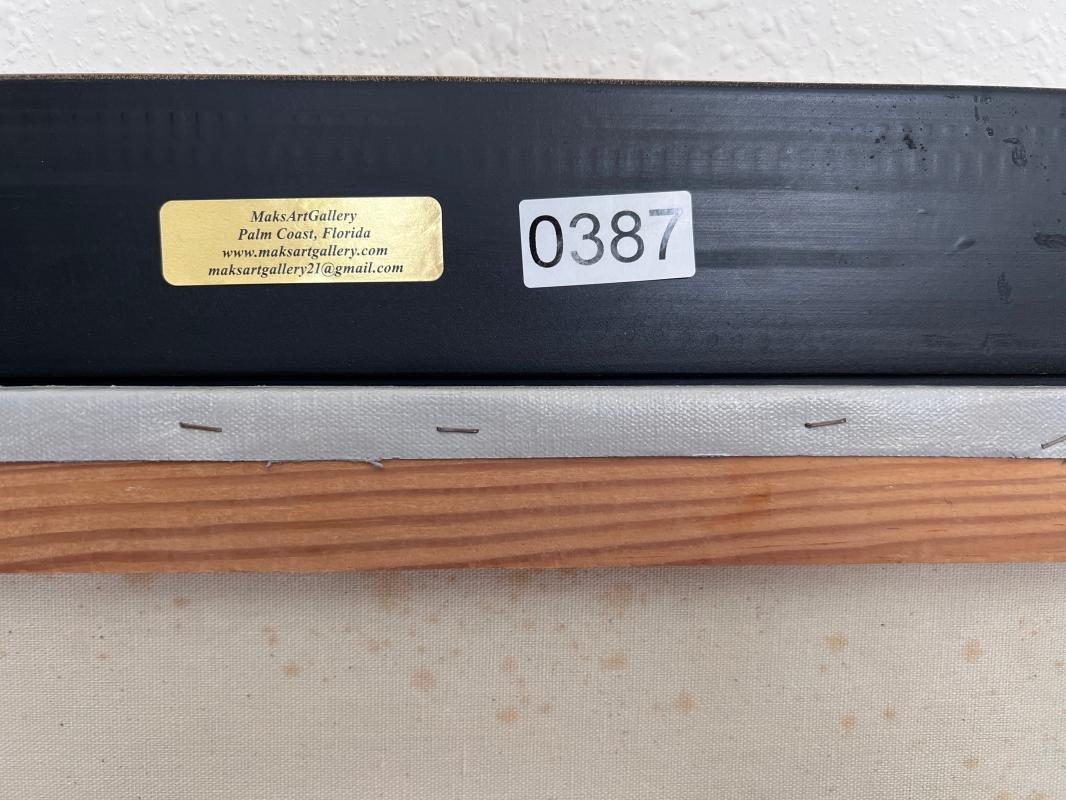 MaksArtGallery
Palm Coast, Florida
www.maksartgallery.com
maksartgallery21@gmail.com
0387